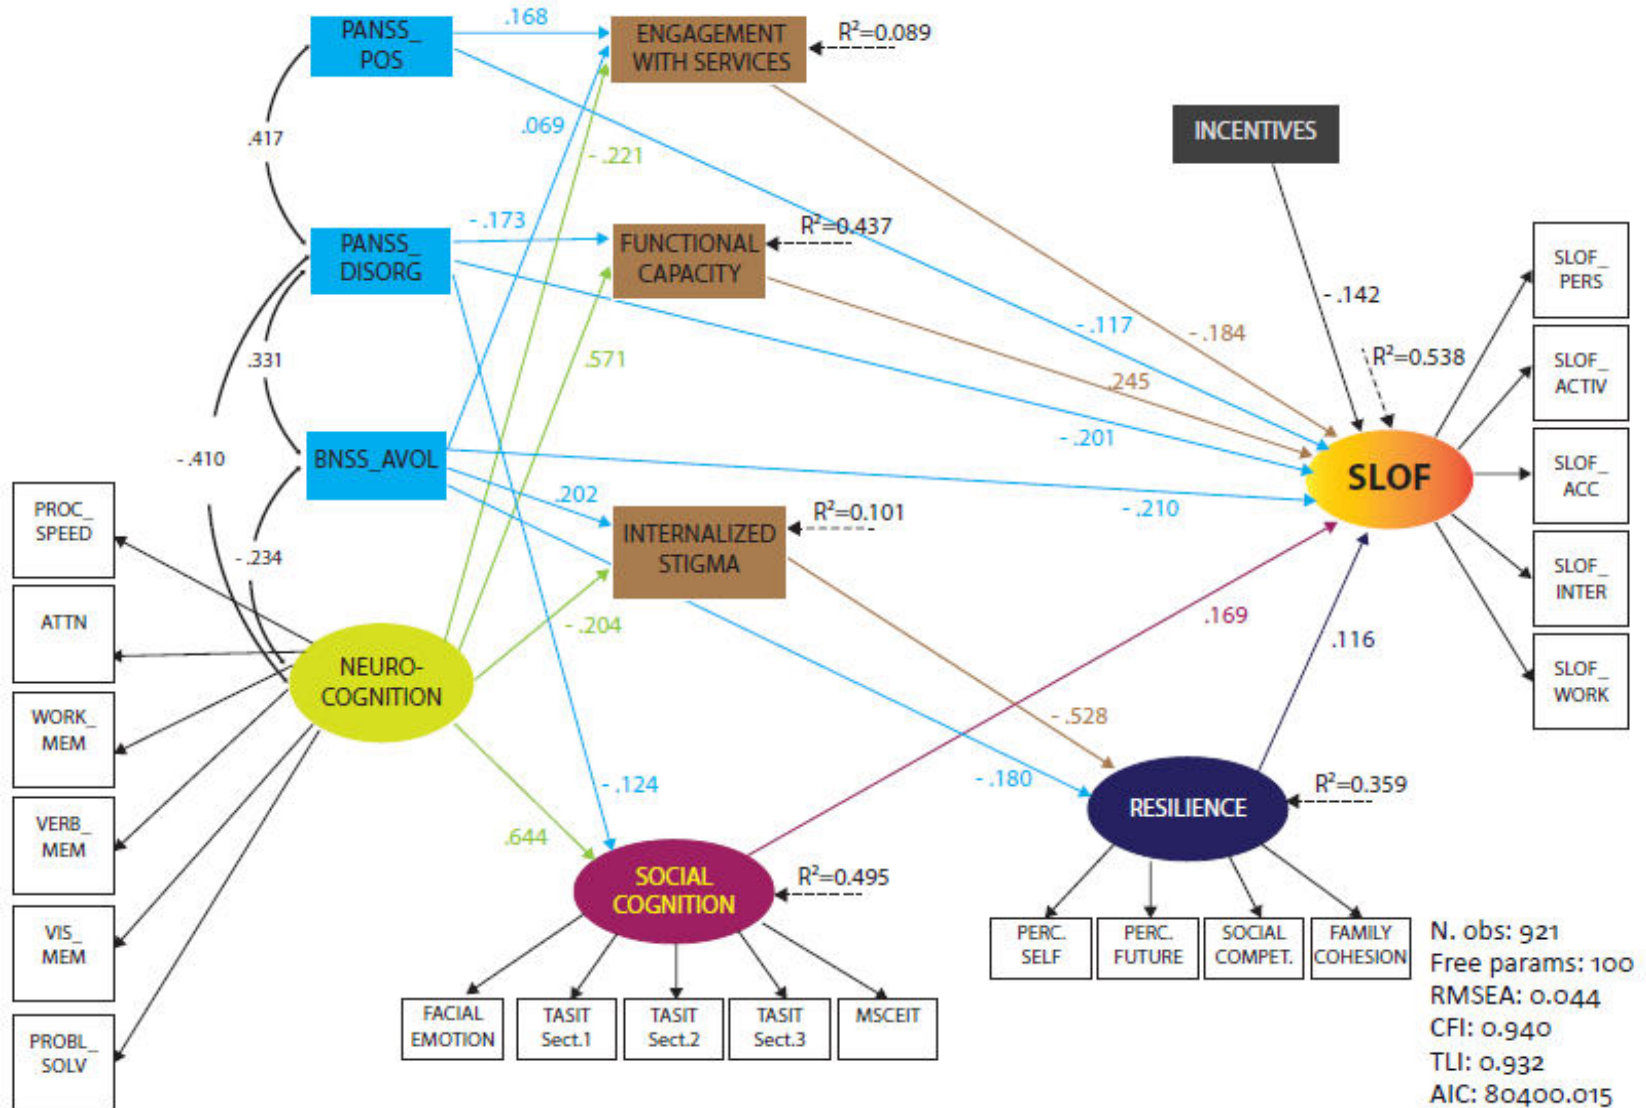 PANSS_
POS
.168
ENGAGEMENT
WITH SERVICES
R²=0.089
.417
.069
- .221
INCENTIVES
PANSS_
DISORG
- .173
FUNCTIONAL
CAPACITY
R²=0.437
- .142
- .117
- .184
R²=0.538
.331
.571
.245
- .201
SLOF_
PERS
SLOF_
ACTIV
SLOF_
ACC
SLOF_
INTER
SLOF_
WORK
SLOF
- .410
BNSS_AVOL
.202
- .210
INTERNALIZED
STIGMA
R²=0.101
- .234
- .204
.169
.116
PROC_
SPEED
ATTN
WORK_
MEM
VERB_
MEM
VIS_
MEM
PROBL_
SOLV
NEURO-
COGNITION
- .528
- .180
- .124
.644
RESILIENCE
R²=0.359
SOCIAL
COGNITION
R²=0.495
PERC.
SELF
PERC.
FUTURE
SOCIAL
COMPET.
FAMILY
COHESION
FACIAL
EMOTION
TASIT
Sect.1
TASIT
Sect.2
TASIT
Sect.3
MSCEIT
N. obs: 921
Free params: 100
RMSEA: 0.044
CFI: 0.940
TLI: 0.932
AIC: 80400.015